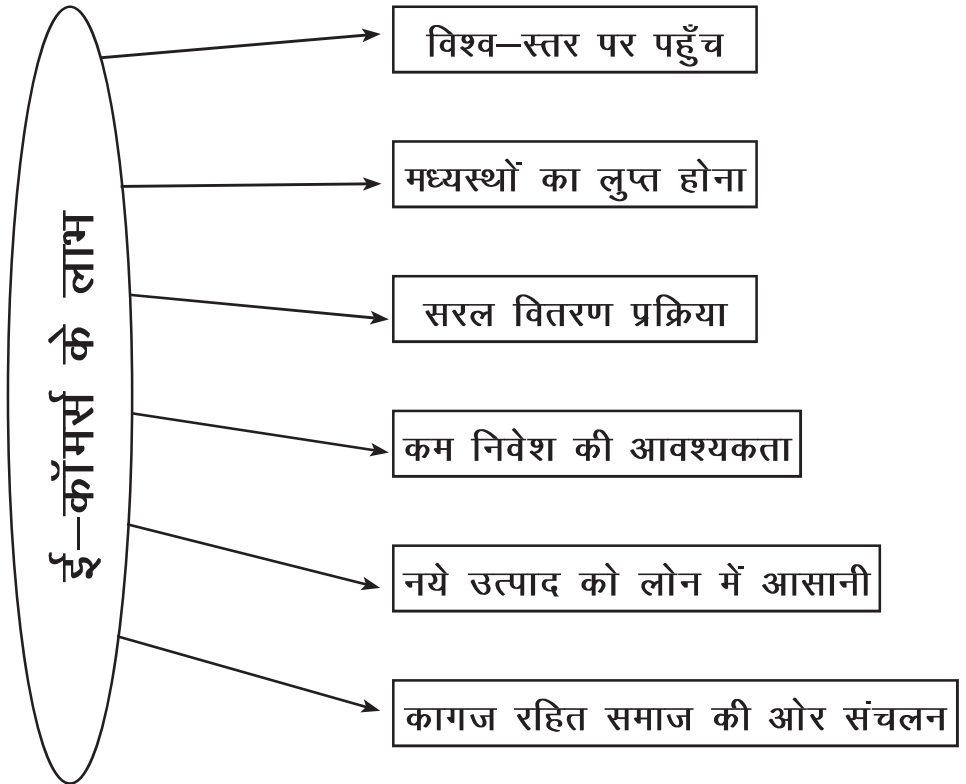 ई–कॉमर्स के लाभ
विश्व–स्तर पर पहुँच
मध्यस्थों का लुप्त होना
सरल वितरण प्रक्रिया
कम निवेश की आवश्यकता
नये उत्पाद को लोन में आसानी
कागज रहित समाज की ओर संचलन